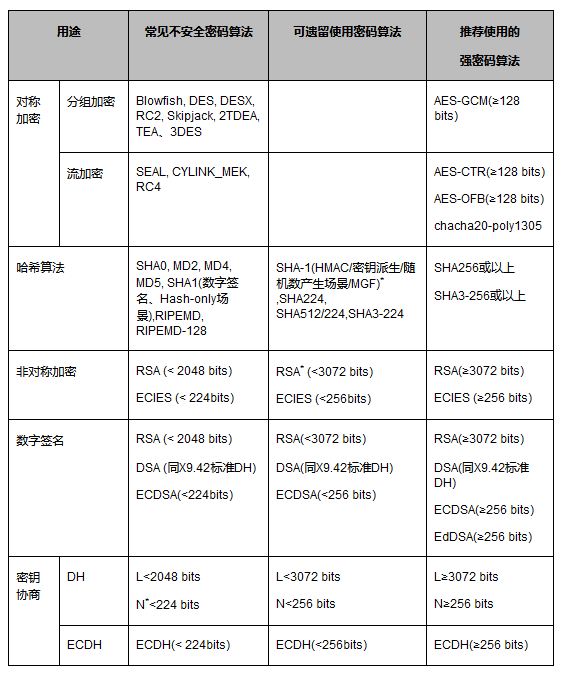 用途
常见不安全密码算法
可遗留使用密码算法
推荐使用的
强密码算法
对称
加密
分组加密
Blowfish, DES, DESX,
RC2, Skipjack, 2TDEA,
TEA、3DES
AES-GCM(≥128
bits)
流加密
SEAL, CYLINK_MEK,
RC4
AES-CTR(≥128 bits)
AES-OFB(≥128 bits)
chacha20-poly1305
哈希算法
SHA0, MD2, MD4,
MD5, SHA1(数字签
名、Hash-only场
景),RIPEMD,
RIPEMD-128
SHA-1(HMAC/密钥派生/随
机数产生场景/MGF)*
,SHA224,
SHA512/224,SHA3-224
SHA256或以上
SHA3-256或以上
非对称加密
RSA (< 2048 bits)
ECIES (< 224bits)
RSA* (<3072 bits)
ECIES (<256bits)
RSA(≥3072 bits)
ECIES (≥256 bits)
数字签名
RSA (< 2048 bits)
DSA (同X9.42标准DH)
ECDSA(<224bits)
RSA(<3072 bits)
DSA(同X9.42标准DH)
ECDSA(<256 bits)
RSA(≥3072 bits)
DSA(同X9.42标准
DH)
ECDSA(≥256 bits)
EdDSA(≥256 bits)
密钥
协商
DH
L<2048 bits
N*<224 bits
L<3072 bits
N<256 bits
L≥3072 bits
N≥256 bits
ECDH
ECDH(< 224bits)
ECDH(<256bits)
ECDH(≥256 bits)